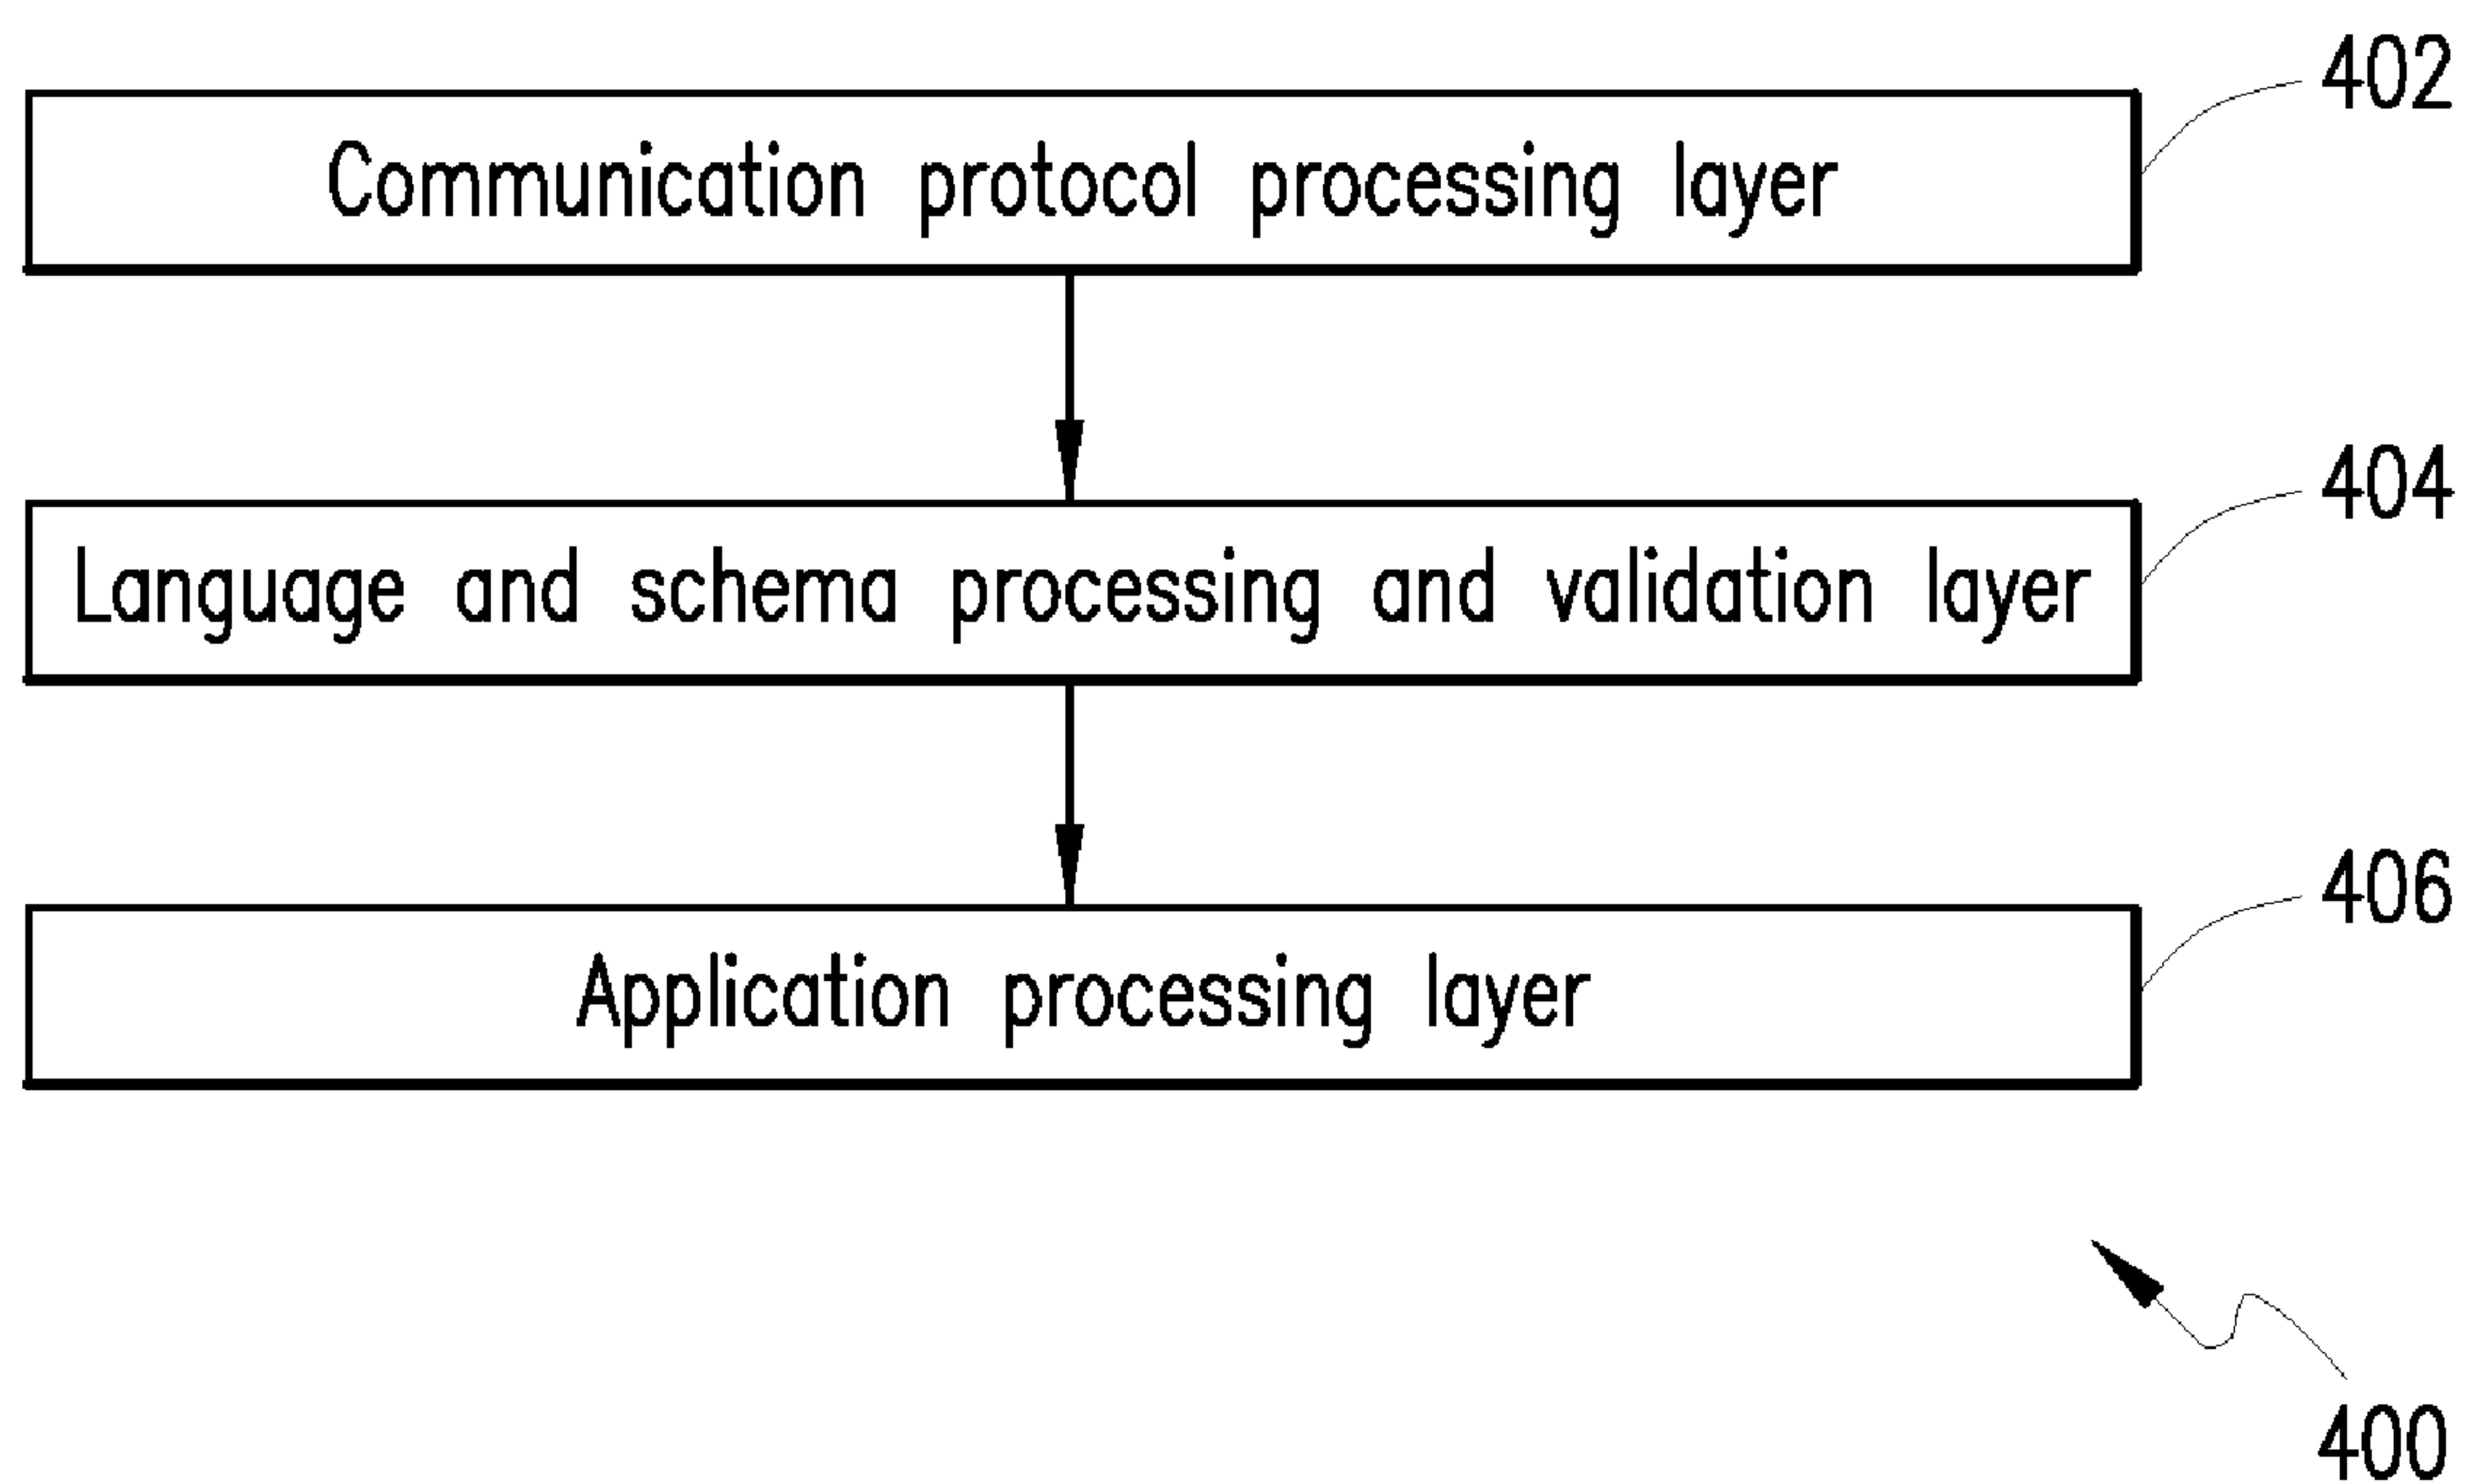 402
Communication protocol processing layer
404
Language and schema processing and validation layer
406
Application processing layer
400